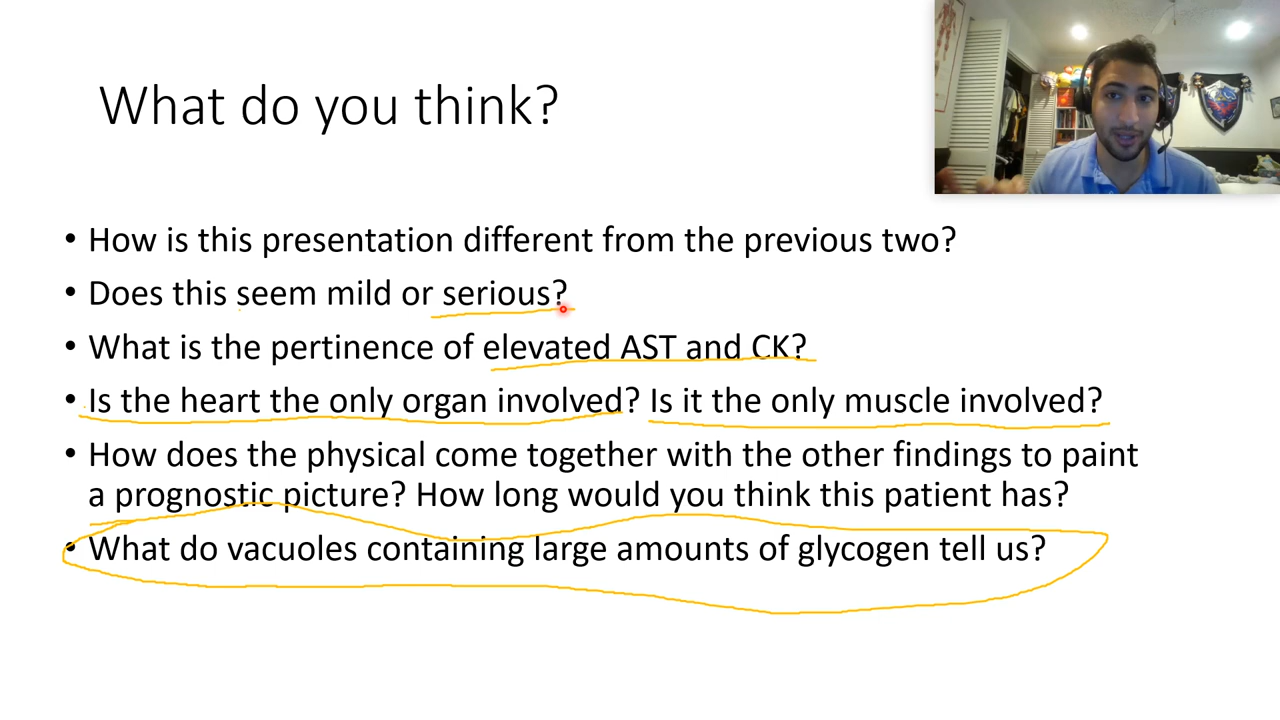 What do you think?
• How is this presentation different from the previous two?
• Does this seem mild or serious?
• What is the pertinence of elevated AST and CK?
• Is the heart the only organ involved? Is it the only muscle involved?
• How does the physical come together with the other findings to paint
a prognostic picture? How long would you think this patient has?
• What do vacuoles containing large amounts of glycogen tell us?